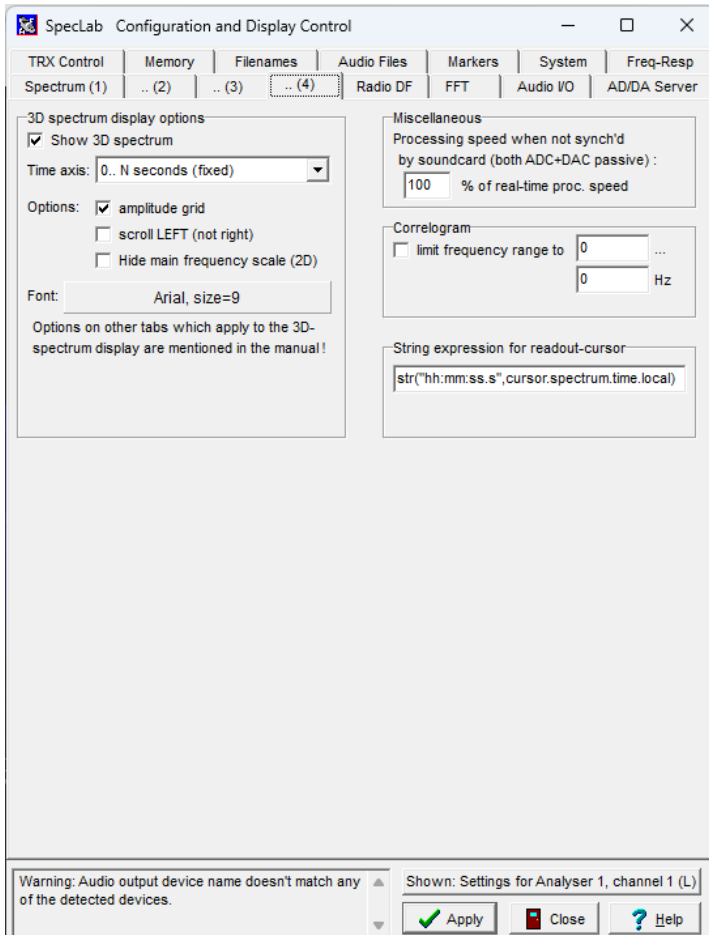 SpecLab   Configuration and Display Control
TRX Control   Memory   Filenames   Audio Files   Markers   System   Freq-Resp
Spectrum (1)   .. (2)   .. (3)   .. (4)   Radio DF   FFT   Audio I/O   AD/DA Server
3D spectrum display options
Show 3D spectrum
Time axis: 0.. N seconds (fixed)
Options: amplitude grid
scroll LEFT (not right)
Hide main frequency scale (2D)
Font: Arial, size=9
Options on other tabs which apply to the 3D-
spectrum display are mentioned in the manual !
Miscellaneous
Processing speed when not synch'd
by soundcard (both ADC+DAC passive) :
100 % of real-time proc. speed
Correlogram
limit frequency range to 0 ...
0 Hz
String expression for readout-cursor
str("hh:mm:ss.s",cursor.spectrum.time.local)
Warning: Audio output device name doesn't match any
of the detected devices.
Shown: Settings for Analyser 1, channel 1 (L)
Apply   Close   Help